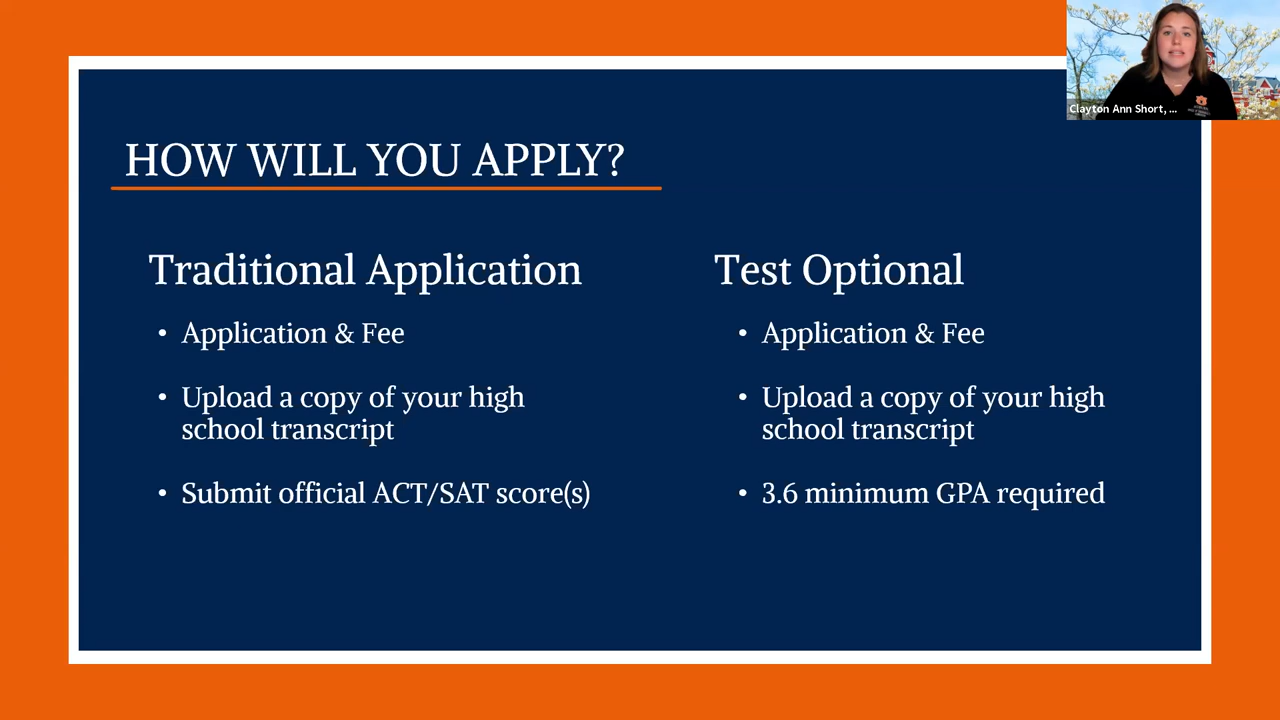 Clayton Ann Short, ...
HOW WILL YOU APPLY?
Traditional Application
• Application & Fee
• Upload a copy of your high
school transcript
• Submit official ACT/SAT score(s)
Test Optional
• Application & Fee
• Upload a copy of your high
school transcript
• 3.6 minimum GPA required